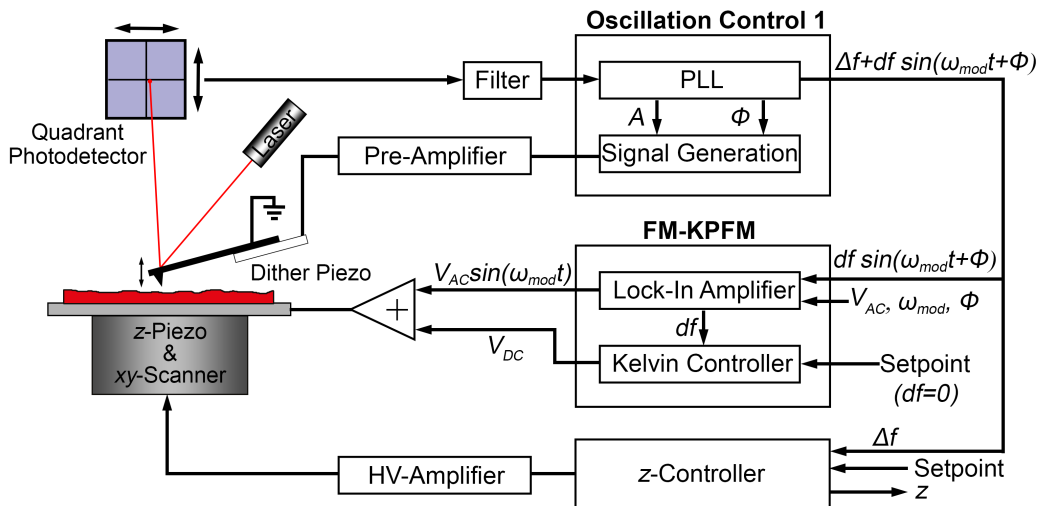 Oscillation Control 1
Filter
PLL
Δf+df sin(ω_mod t+Φ)
A
Φ
Signal Generation
Quadrant
Photodetector
Laser
Pre-Amplifier
Dither Piezo
FM-KPFM
V_AC sin(ω_mod t)
Lock-In Amplifier
df sin(ω_mod t+Φ)
V_AC, ω_mod, Φ
+
df
V_DC
Kelvin Controller
Setpoint
(df=0)
z-Piezo
&
xy-Scanner
HV-Amplifier
z-Controller
Δf
Setpoint
z